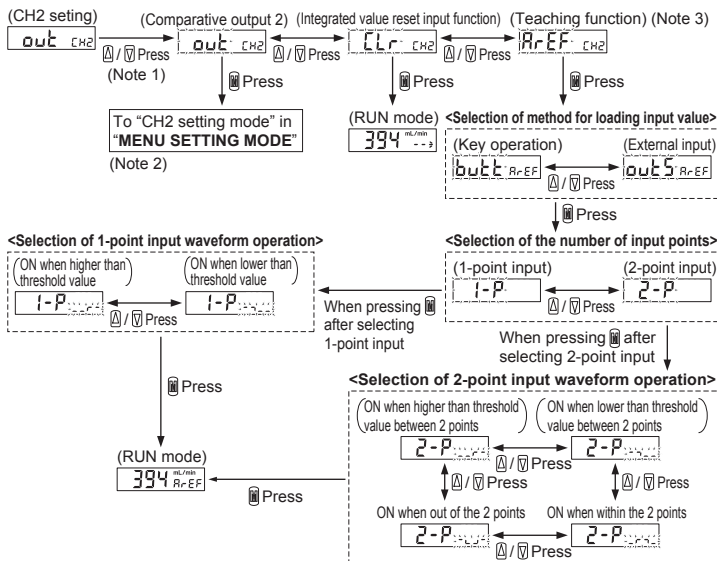 (CH2 seting)
out CH2
(Comparative output 2)
out CH2
(Integrated value reset input function)
CLr CH2
(Teaching function) (Note 3)
ArEF CH2
△ / ▽ Press
(Note 1)
△ / ▽ Press
△ / ▽ Press
M Press
M Press
M Press
To "CH2 setting mode" in
"MENU SETTING MODE"
(Note 2)
(RUN mode)
394 mL/min
<Selection of method for loading input value>
(Key operation)
butt ArEF
(External input)
outS ArEF
△ / ▽ Press
M Press
<Selection of 1-point input waveform operation>
(ON when higher than
threshold value)
1-P
(ON when lower than
threshold value)
1-P
△ / ▽ Press
When pressing M
after selecting
1-point input
<Selection of the number of input points>
(1-point input)
1-P
(2-point input)
2-P
△ / ▽ Press
When pressing M after
selecting 2-point input
<Selection of 2-point input waveform operation>
(ON when higher than threshold
value between 2 points)
2-P
(ON when lower than threshold
value between 2 points)
2-P
△ / ▽ Press
△ / ▽ Press
△ / ▽ Press
ON when out of the 2 points
2-P
ON when within the 2 points
2-P
△ / ▽ Press
M Press
(RUN mode)
394 mL/min ArEF
M Press